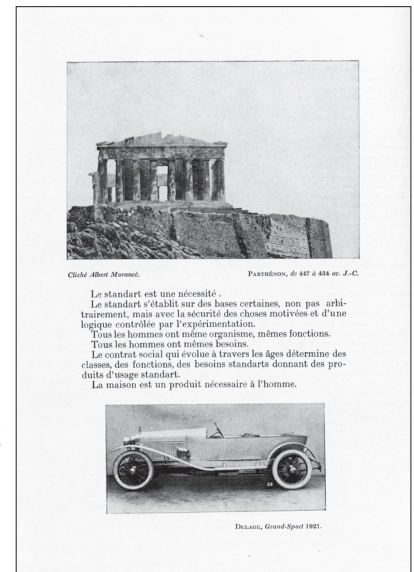 Cliché Albert Morancé.
PARTHÉNON, de 447 à 434 av. J.-C.
Le standart est une nécessité .
Le standart s'établit sur des bases certaines, non pas arbi-
trairement, mais avec la sécurité des choses motivées et d'une
logique contrôlée par l'expérimentation.
Tous les hommes ont même organisme, mêmes fonctions.
Tous les hommes ont mêmes besoins.
Le contrat social qui évolue à travers les âges détermine des
classes, des fonctions, des besoins standarts donnant des pro-
duits d'usage standart.
La maison est un produit nécessaire à l'homme.
DELAGE, Grand-Sport 1921.